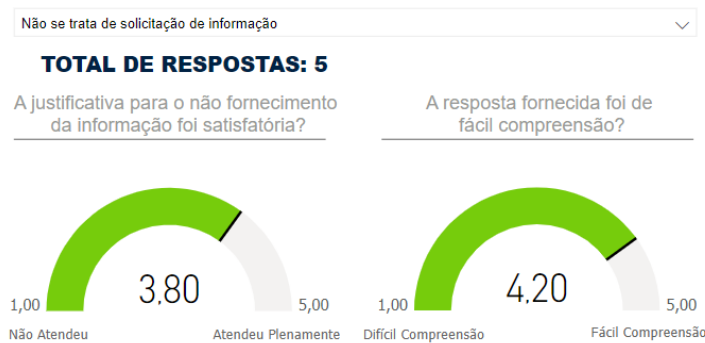 Não se trata de solicitação de informação
TOTAL DE RESPOSTAS: 5
A justificativa para o não fornecimento
da informação foi satisfatória?
3,80
1,00
5,00
Não Atendeu
Atendeu Plenamente
A resposta fornecida foi de
fácil compreensão?
4,20
1,00
5,00
Difícil Compreensão
Fácil Compreensão